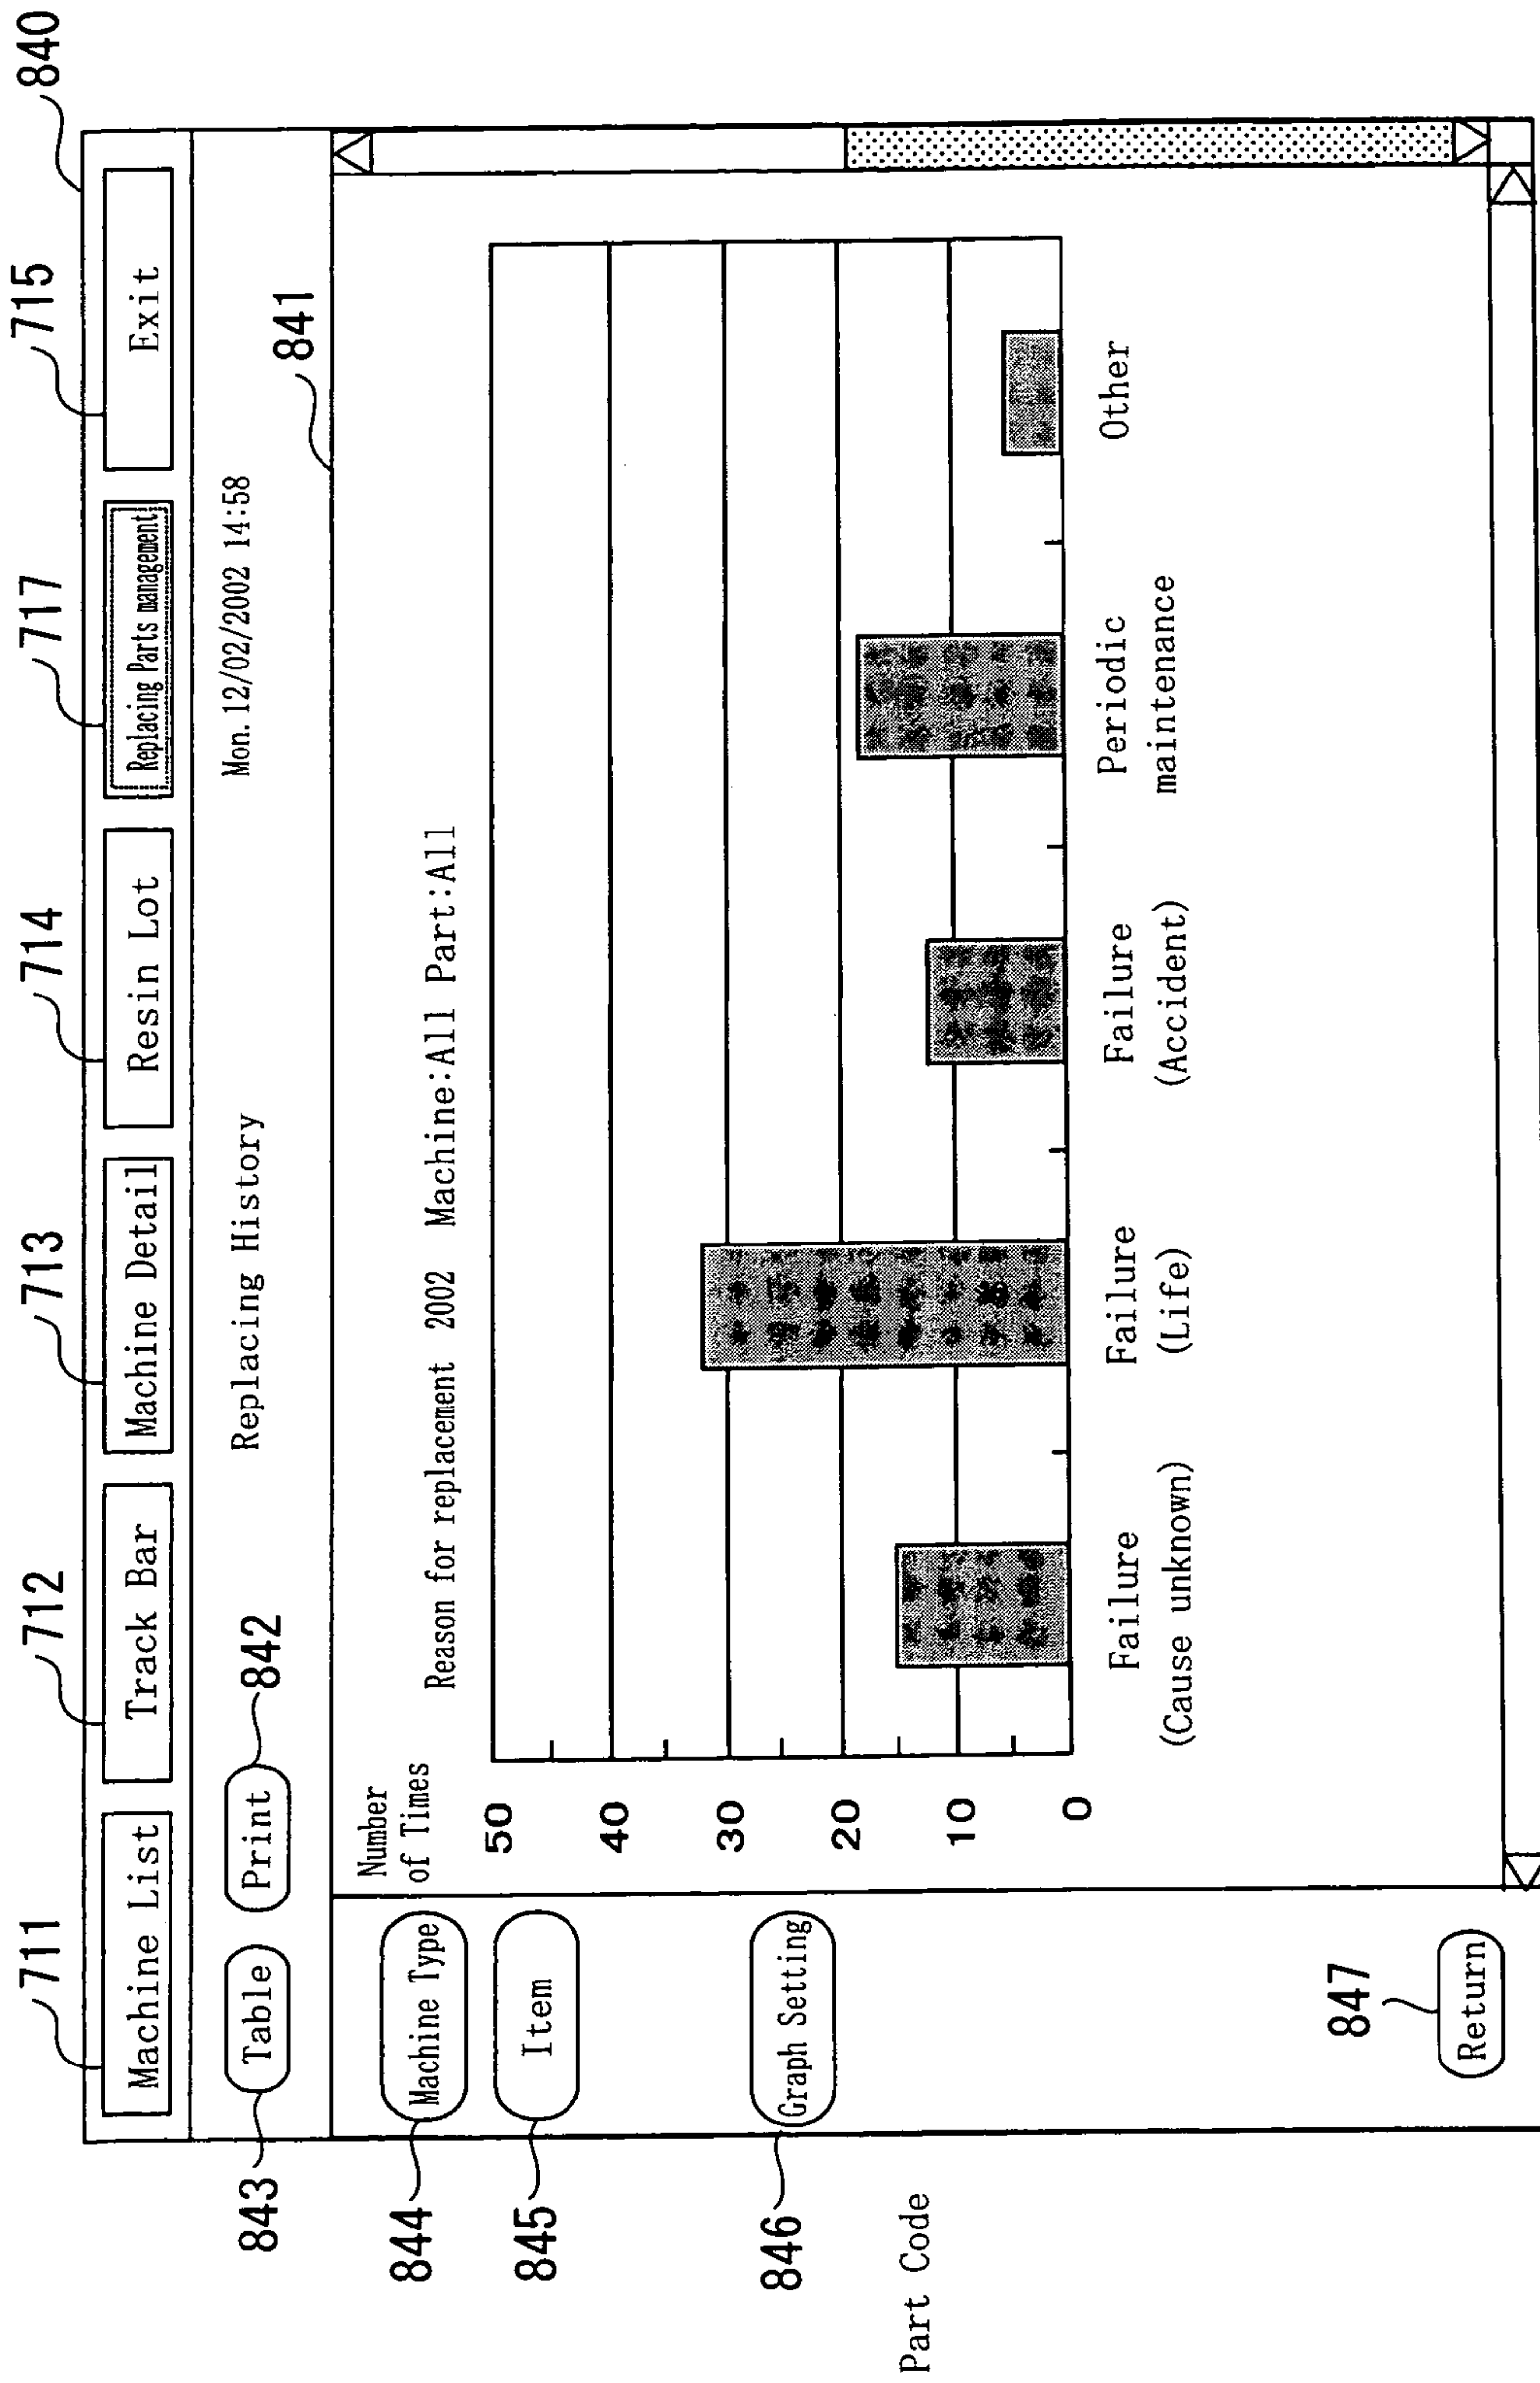 711 712 713 714 717 715 840
Machine List Track Bar Machine Detail Resin Lot Replacing Parts management Exit
843 Table Print 842 Replacing History Mon. 12/02/2002 14:58
841
844 Machine Type
845 Item
846 Graph Setting
Part Code
847
Return
Number
of Times
Reason for replacement 2002 Machine:All Part:All
50
40
30
20
10
0
Failure
(Cause unknown)
Failure
(Life)
Failure
(Accident)
Periodic
maintenance
Other